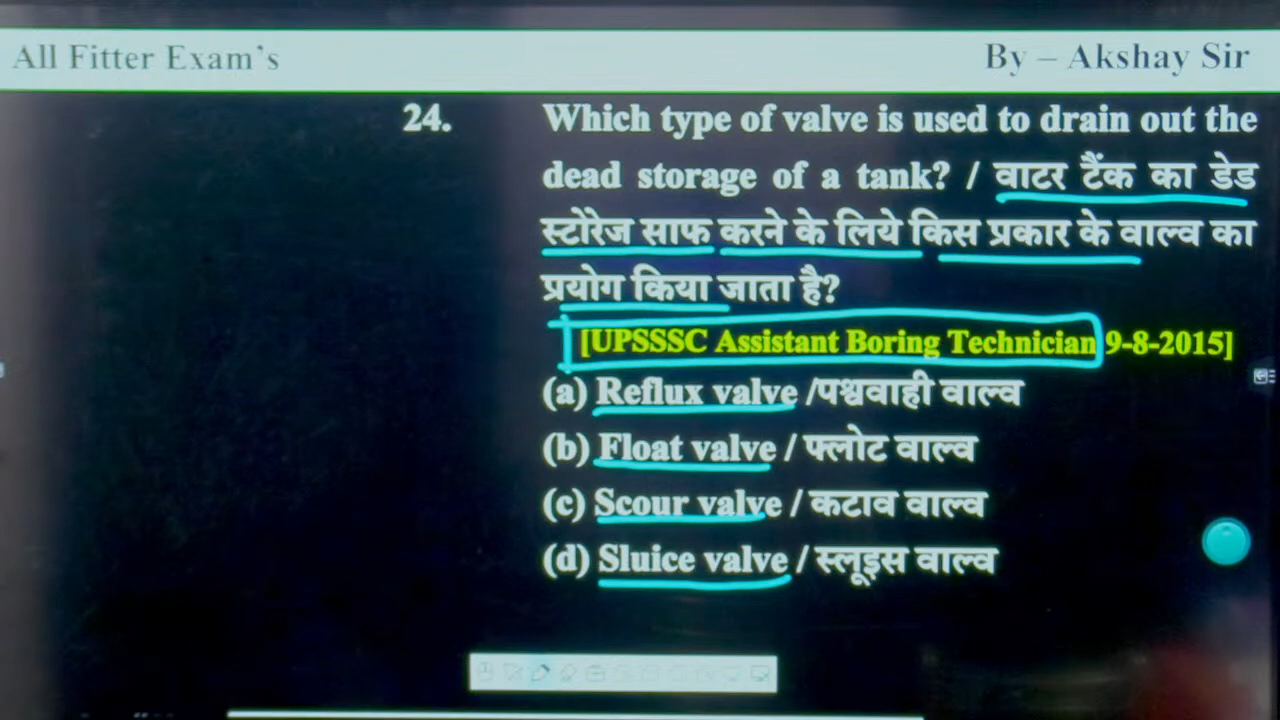 All Fitter Exam's
By – Akshay Sir
24.
Which type of valve is used to drain out the
dead storage of a tank? / वाटर टैंक का डेड
स्टोरेज साफ करने के लिये किस प्रकार के वाल्व का
प्रयोग किया जाता है?
[UPSSSC Assistant Boring Technician 9-8-2015]
(a) Reflux valve /पश्चवाही वाल्व
(b) Float valve / फ्लोट वाल्व
(c) Scour valve / कटाव वाल्व
(d) Sluice valve / स्लूइस वाल्व